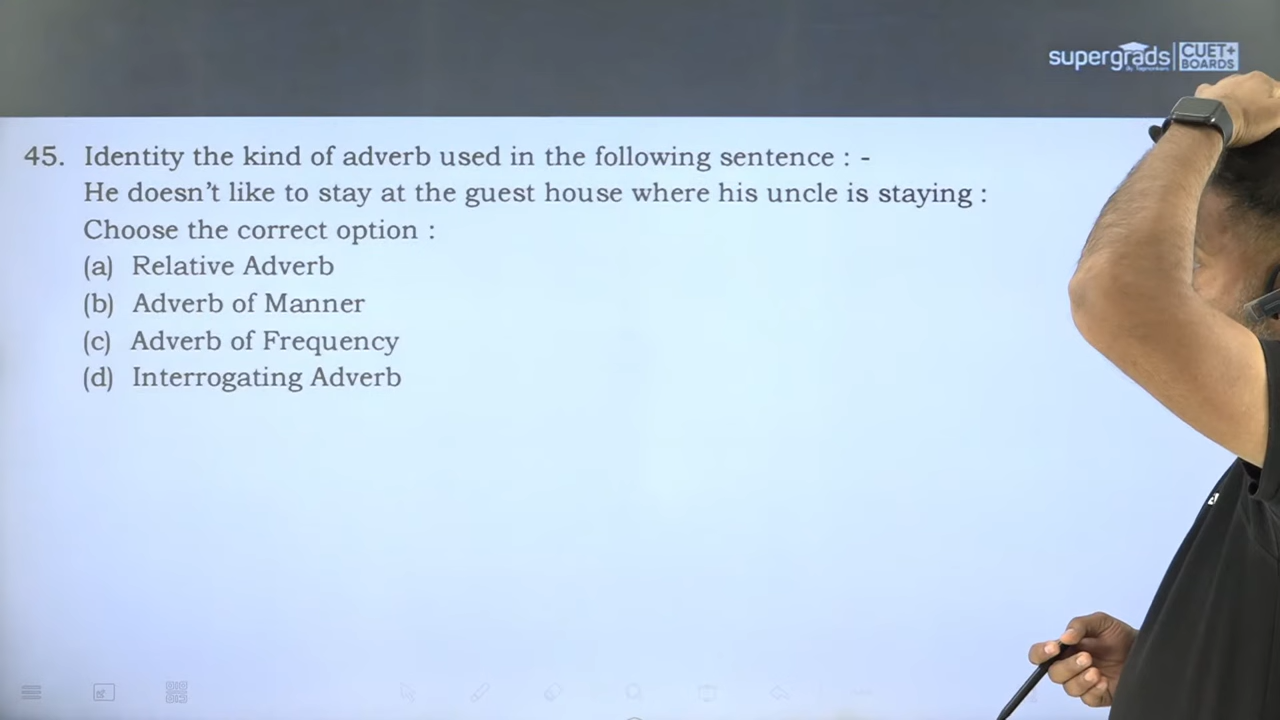 supergrads
CUET+
BOARDS
45. Identity the kind of adverb used in the following sentence : -
He doesn't like to stay at the guest house where his uncle is staying :
Choose the correct option :
(a) Relative Adverb
(b) Adverb of Manner
(c) Adverb of Frequency
(d) Interrogating Adverb